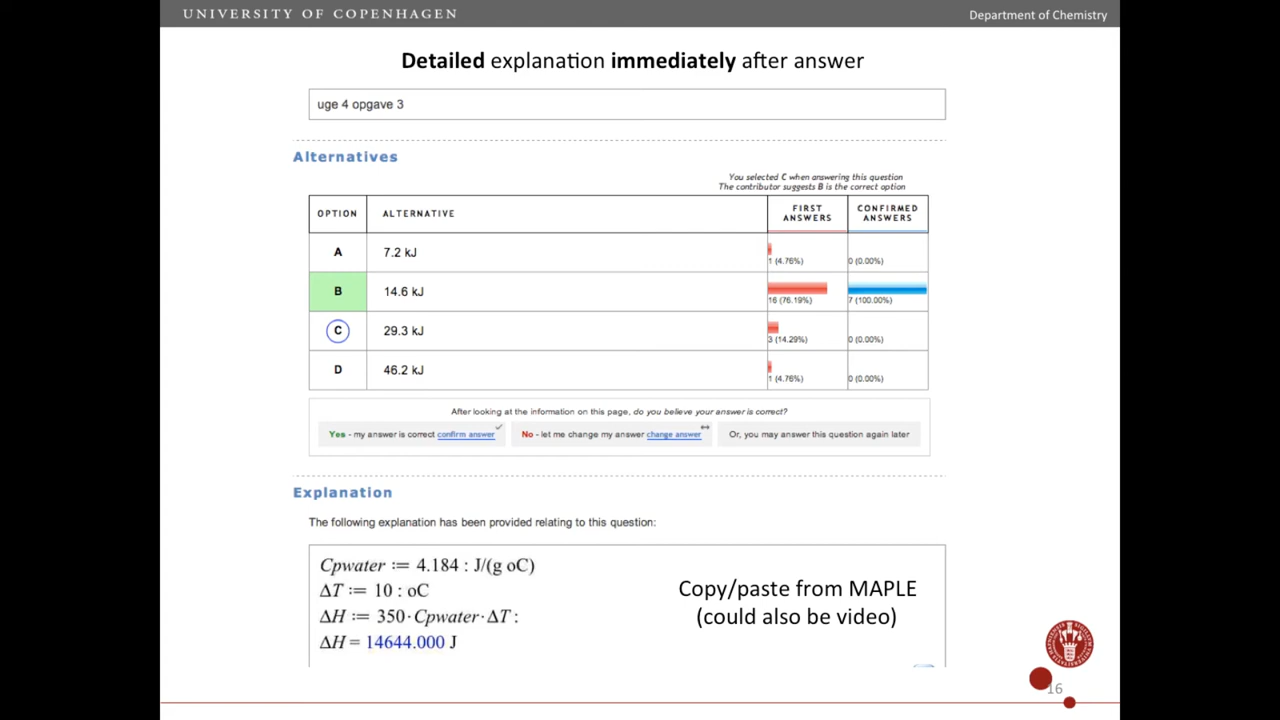 UNIVERSITY OF COPENHAGEN
Department of Chemistry
Detailed explanation immediately after answer
uge 4 opgave 3
Alternatives
You selected C when answering this question
The contributor suggests B is the correct option
OPTION ALTERNATIVE FIRST ANSWERS CONFIRMED ANSWERS
A 7.2 kJ 1 (4.76%) 0 (0.00%)
B 14.6 kJ 16 (76.19%) 7 (100.00%)
C 29.3 kJ 3 (14.29%) 0 (0.00%)
D 46.2 kJ 1 (4.76%) 0 (0.00%)
After looking at the information on this page, do you believe your answer is correct?
Yes - my answer is correct confirm answer No - let me change my answer change answer Or, you may answer this question again later
Explanation
The following explanation has been provided relating to this question:
Cpwater := 4.184 : J/(g oC)
ΔT := 10 : oC
ΔH := 350·Cpwater·ΔT :
ΔH = 14644.000 J
Copy/paste from MAPLE
(could also be video)
16